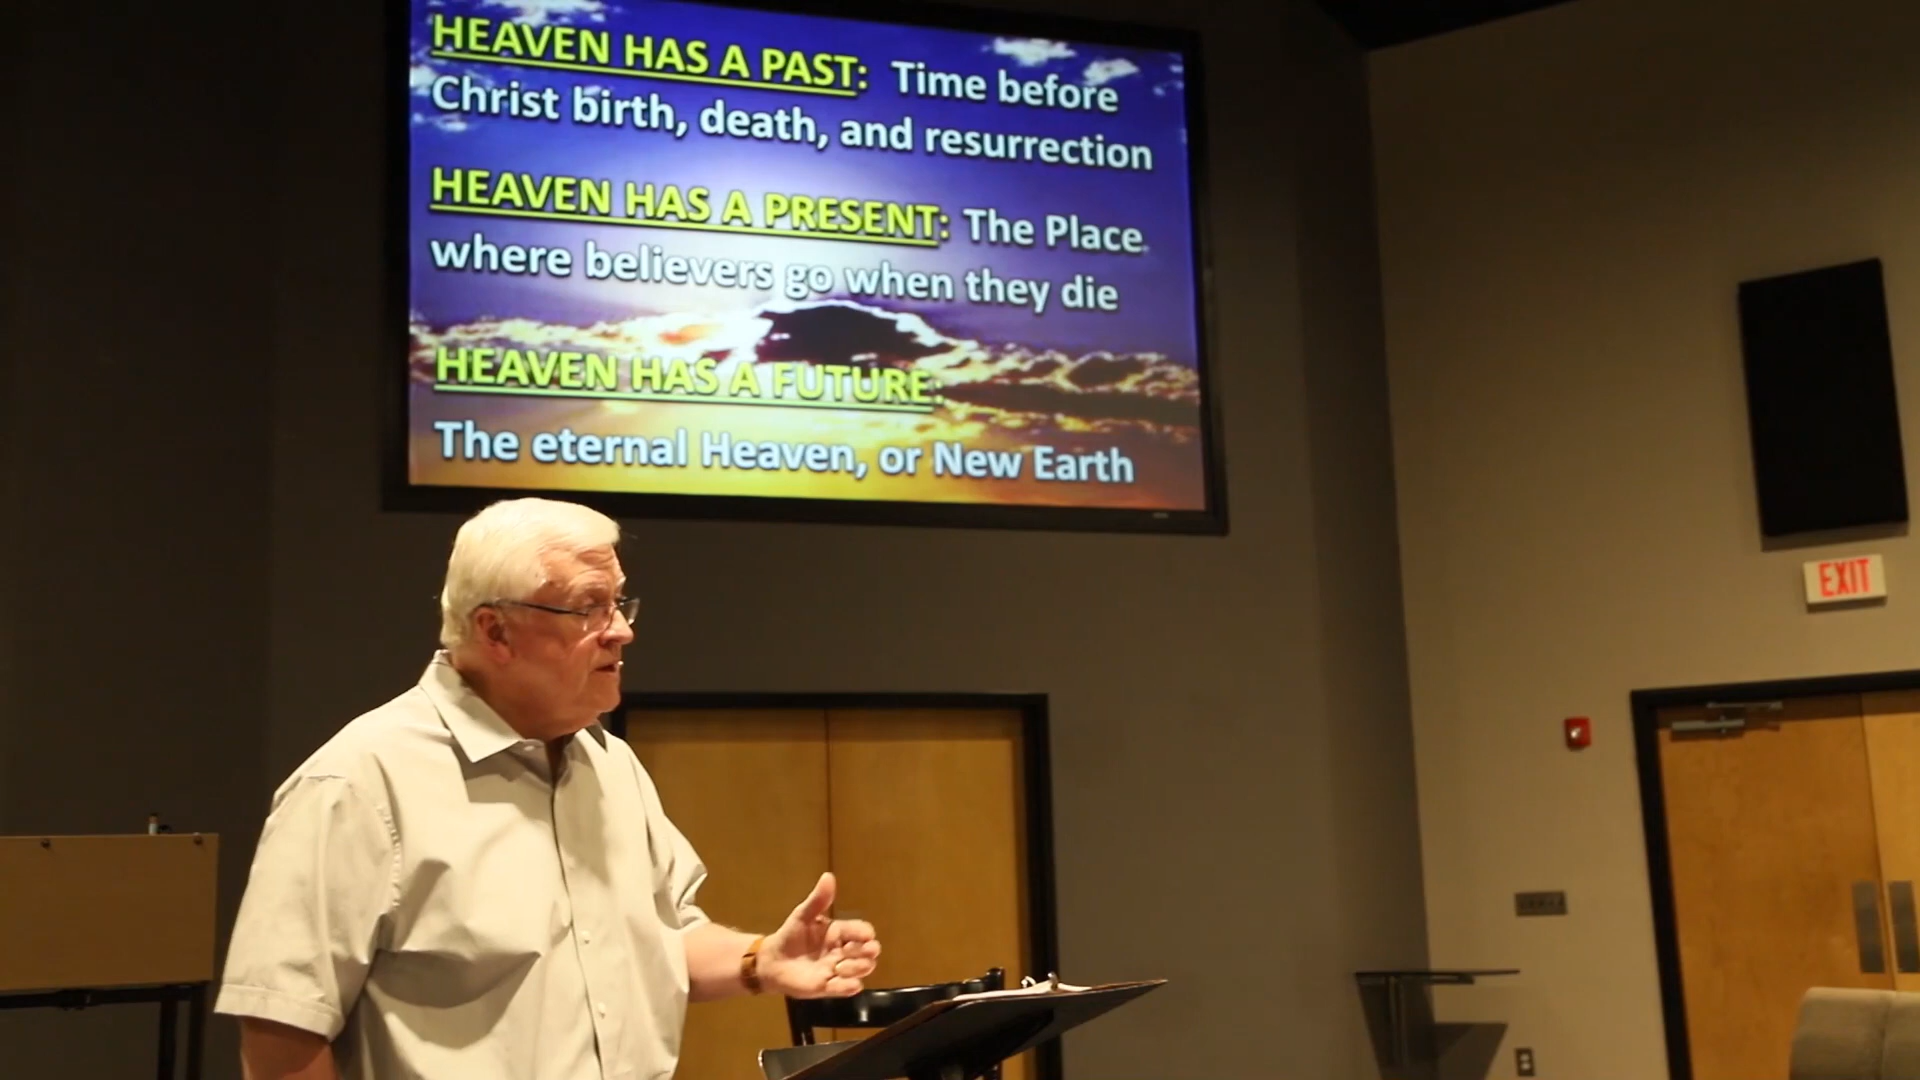 HEAVEN HAS A PAST: Time before
Christ birth, death, and resurrection
HEAVEN HAS A PRESENT: The Place
where believers go when they die
HEAVEN HAS A FUTURE:
The eternal Heaven, or New Earth
EXIT